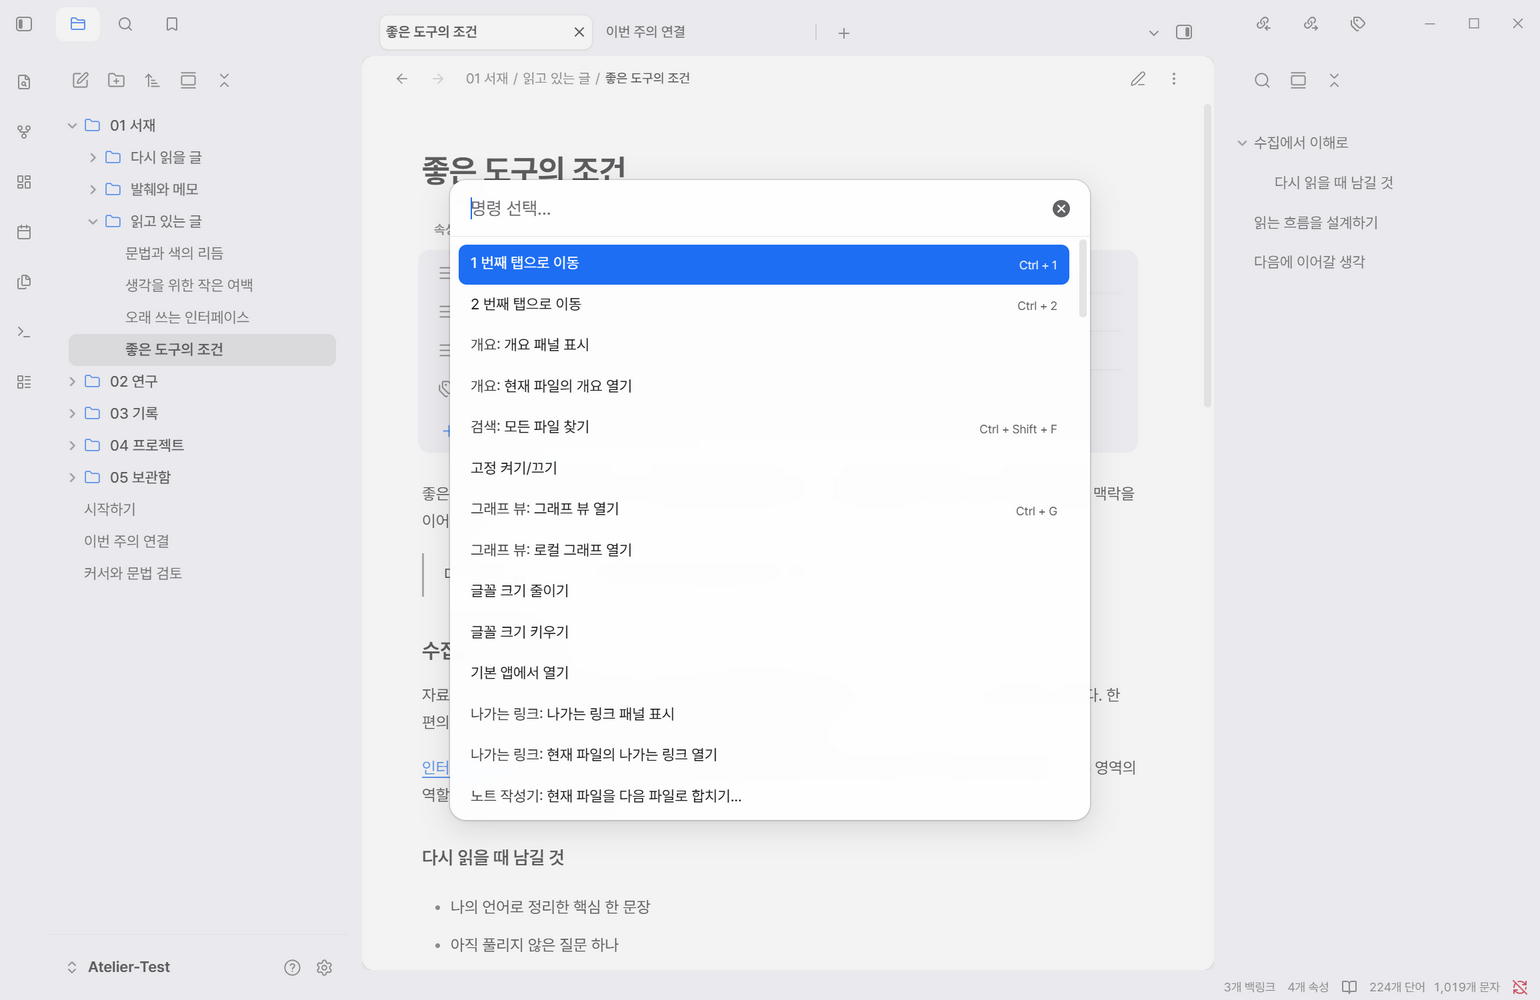 좋은 도구의 조건
이번 주의 연결
01 서재 / 읽고 있는 글 / 좋은 도구의 조건
01 서재
다시 읽을 글
발췌와 메모
읽고 있는 글
문법과 색의 리듬
생각을 위한 작은 여백
오래 쓰는 인터페이스
좋은 도구의 조건
02 연구
03 기록
04 프로젝트
05 보관함
시작하기
이번 주의 연결
커서와 문법 검토
Atelier-Test
좋은 도구의 조건
명령 선택...
1 번째 탭으로 이동 Ctrl + 1
2 번째 탭으로 이동 Ctrl + 2
개요: 개요 패널 표시
개요: 현재 파일의 개요 열기
검색: 모든 파일 찾기 Ctrl + Shift + F
고정 켜기/끄기
그래프 뷰: 그래프 뷰 열기 Ctrl + G
그래프 뷰: 로컬 그래프 열기
글꼴 크기 줄이기
글꼴 크기 키우기
기본 앱에서 열기
나가는 링크: 나가는 링크 패널 표시
나가는 링크: 현재 파일의 나가는 링크 열기
노트 작성기: 현재 파일을 다음 파일로 합치기...
좋은
맥락을
이어
수집
자료
다. 한
편의
인터
영역의
역할
다시 읽을 때 남길 것
• 나의 언어로 정리한 핵심 한 문장
• 아직 풀리지 않은 질문 하나
수집에서 이해로
다시 읽을 때 남길 것
읽는 흐름을 설계하기
다음에 이어갈 생각
3개 백링크 4개 속성 224개 단어 1,019개 문자